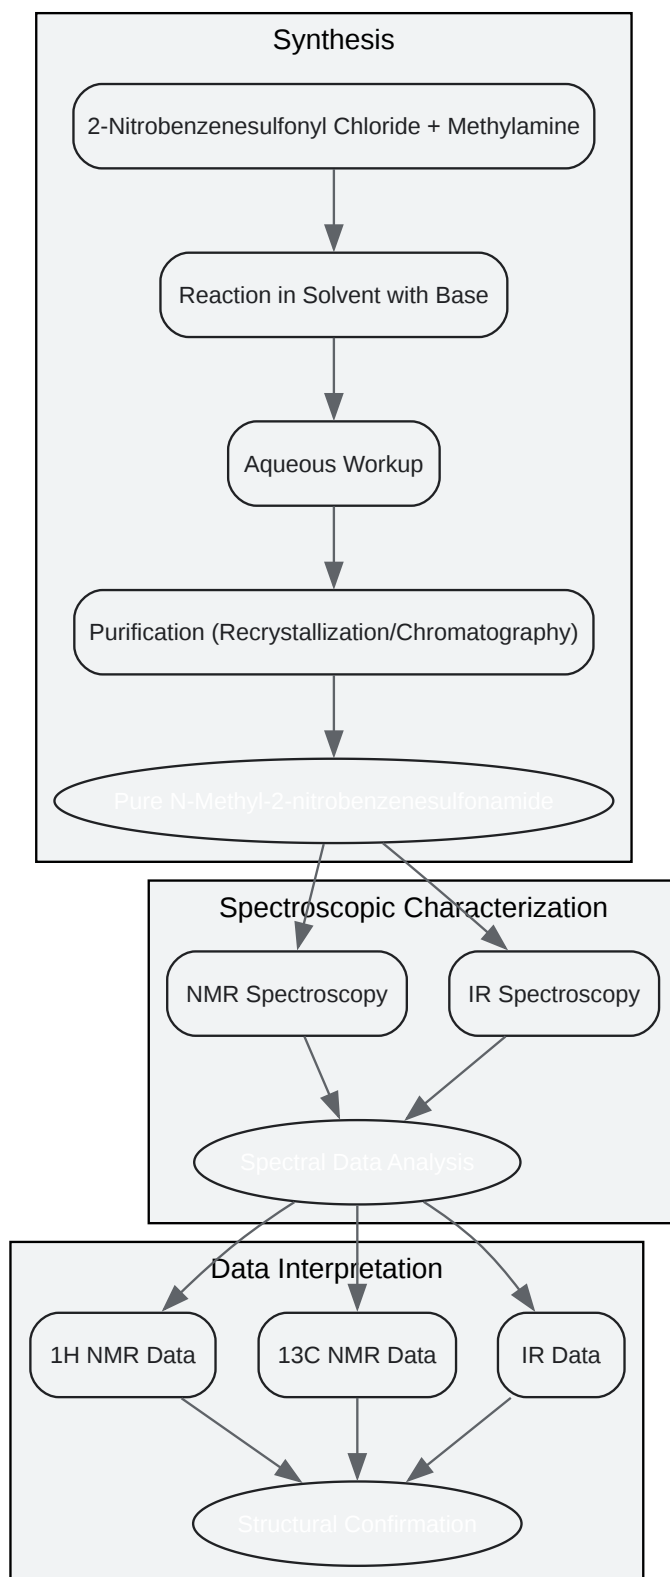 Synthesis
2-Nitrobenzenesulfonyl Chloride + Methylamine
Reaction in Solvent with Base
Aqueous Workup
Purification (Recrystallization/Chromatography)
Pure N-Methyl-2-nitrobenzenesulfonamide
Spectroscopic Characterization
NMR Spectroscopy
IR Spectroscopy
Spectral Data Analysis
Data Interpretation
1H NMR Data
13C NMR Data
IR Data
Structural Confirmation